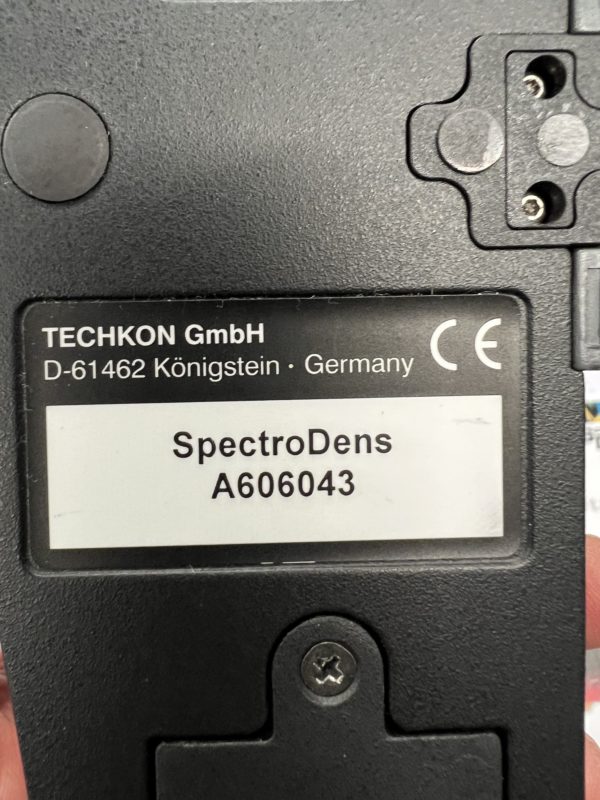 TECHKON GmbH
D-61462 Königstein · Germany
CE
SpectroDens
A606043